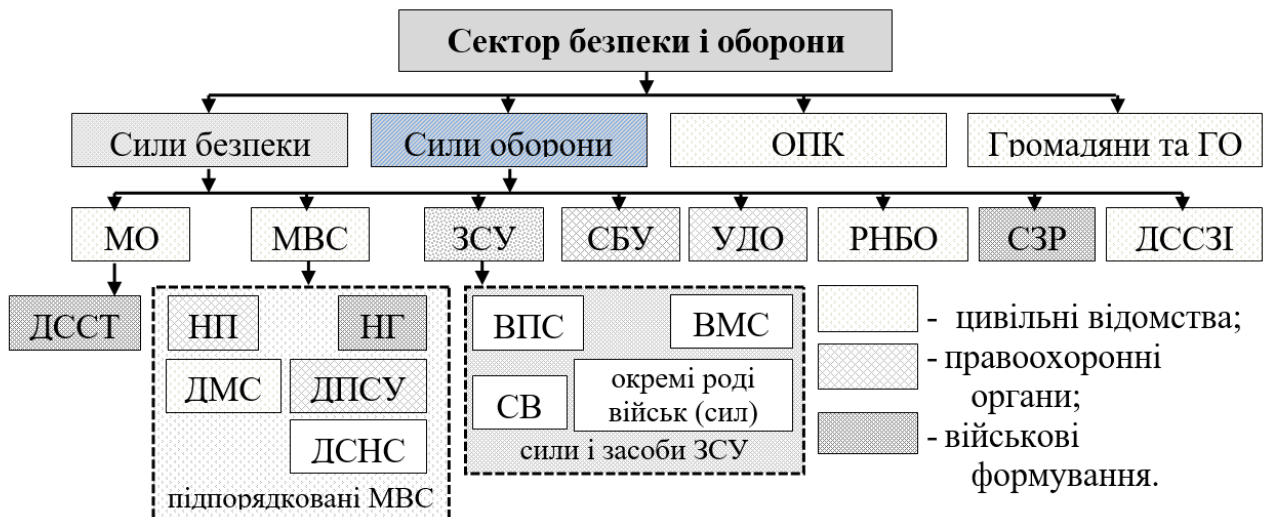 Сектор безпеки і оборони
Сили безпеки
Сили оборони
ОПК
Громадяни та ГО
МО
МВС
ЗСУ
СБУ
УДО
РНБО
СЗР
ДССЗІ
ДССТ
НП
НГ
ДМС
ДПСУ
ДСНС
підпорядковані МВС
ВПС
ВМС
СВ
окремі роді
військ (сил)
сили і засоби ЗСУ
- цивільні відомства;
- правоохоронні
органи;
- військові
формування.